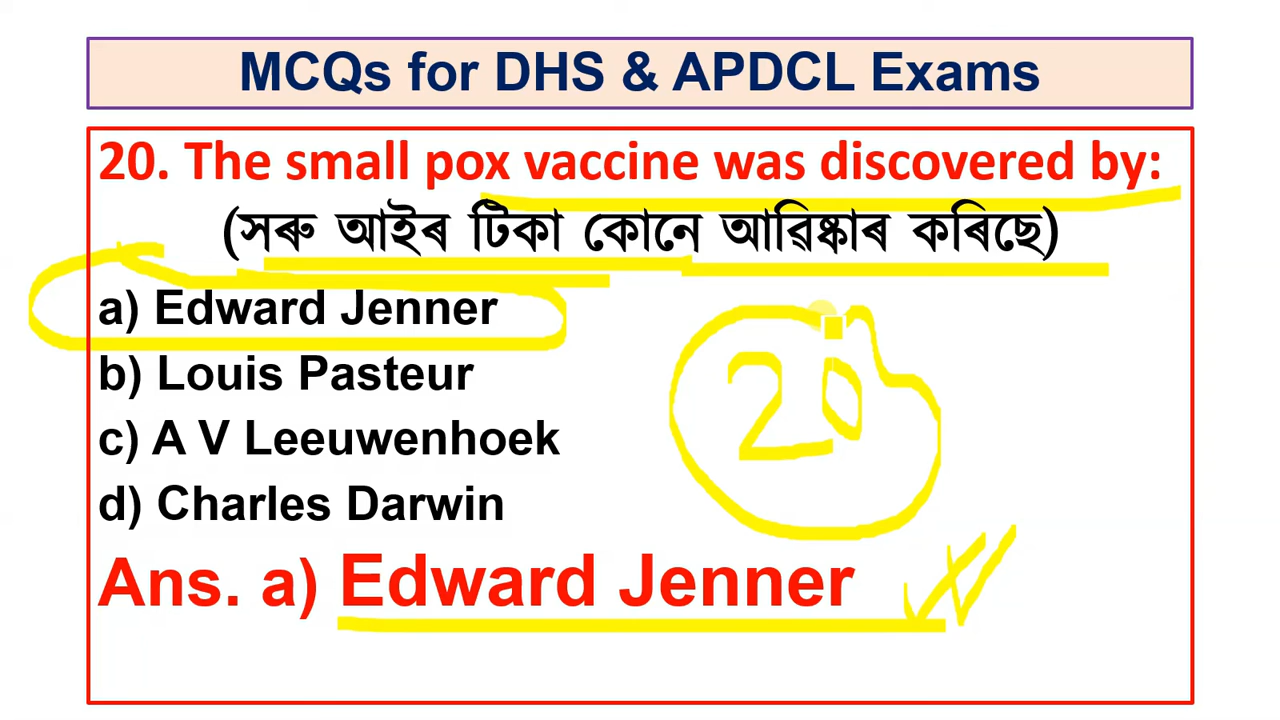 MCQs for DHS & APDCL Exams
20. The small pox vaccine was discovered by:
(সৰু আইৰ টিকা কোনে আৱিষ্কাৰ কৰিছে)
a) Edward Jenner
b) Louis Pasteur
20
c) A V Leeuwenhoek
d) Charles Darwin
Ans. a) Edward Jenner